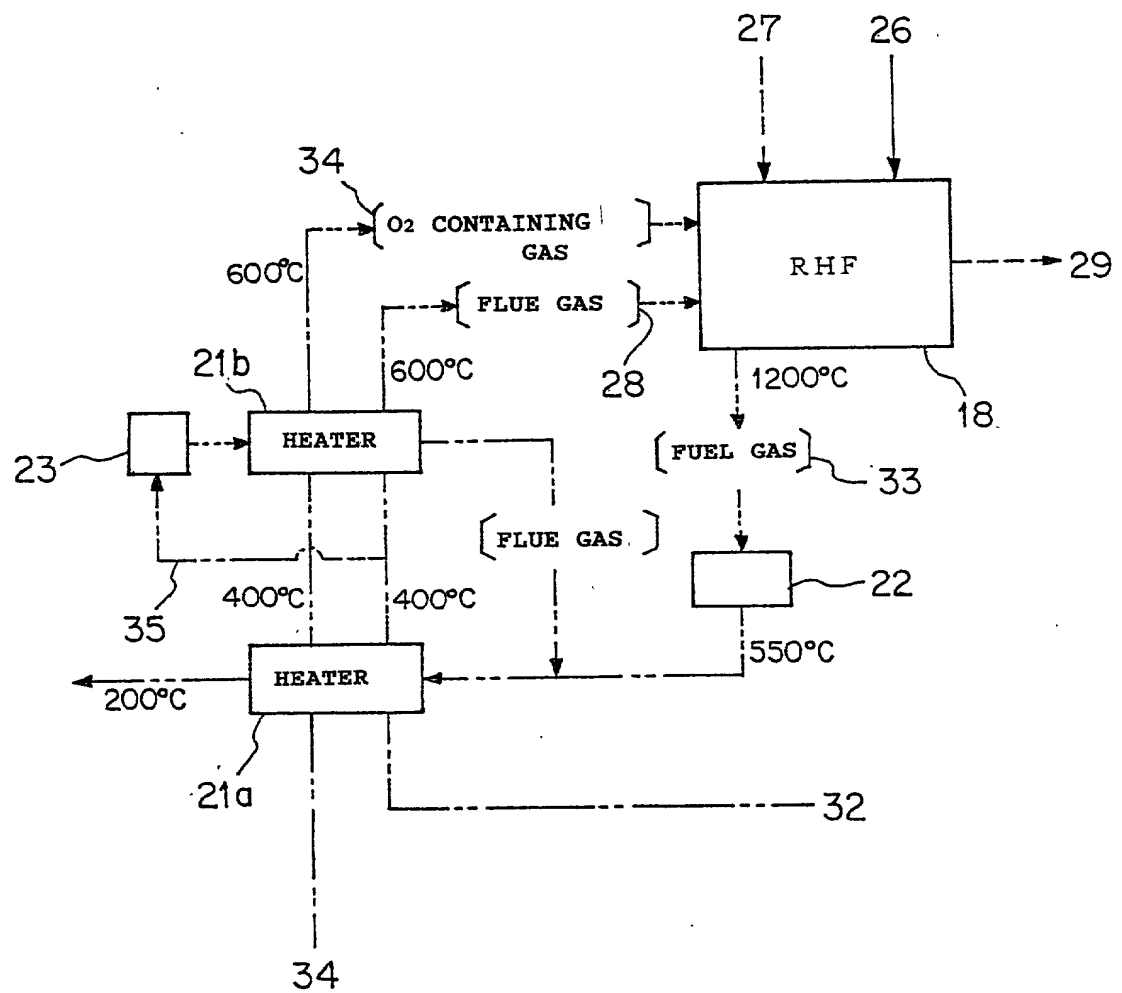 27
26
34
O2 CONTAINING
GAS
600°C
RHF
29
FLUE GAS
28
21b
600°C
1200°C
18
HEATER
23
FUEL GAS
33
FLUE GAS
22
400°C
400°C
35
550°C
HEATER
200°C
21a
32
34